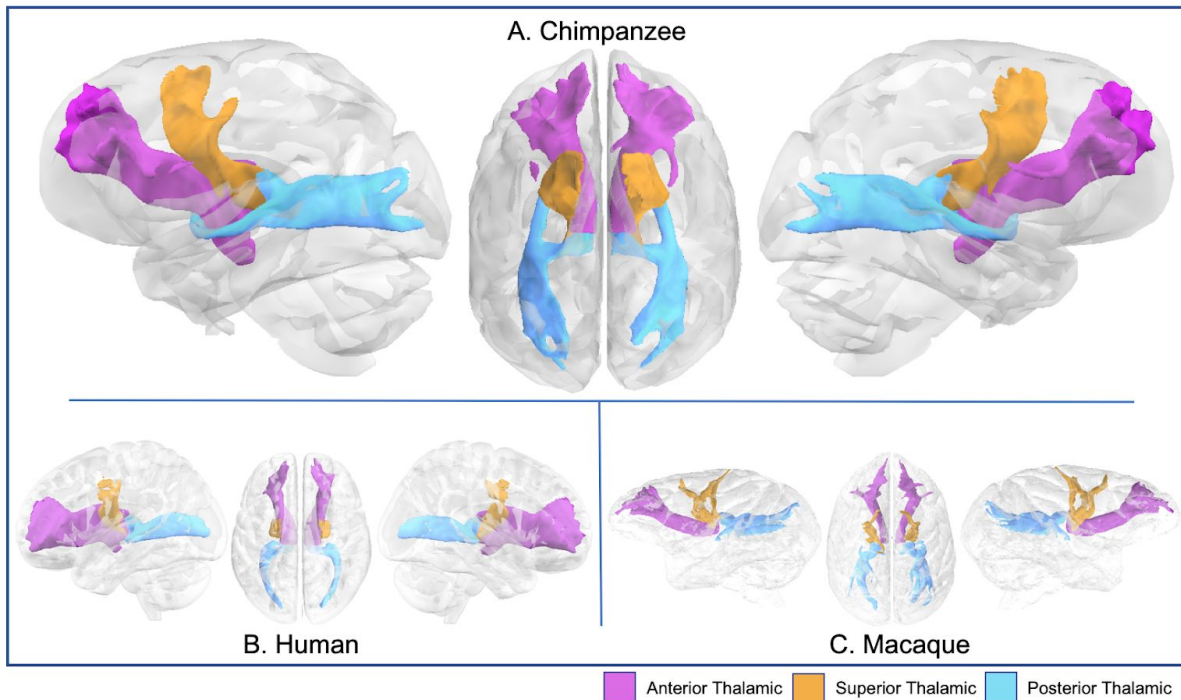 A. Chimpanzee
B. Human
C. Macaque
Anterior Thalamic
Superior Thalamic
Posterior Thalamic